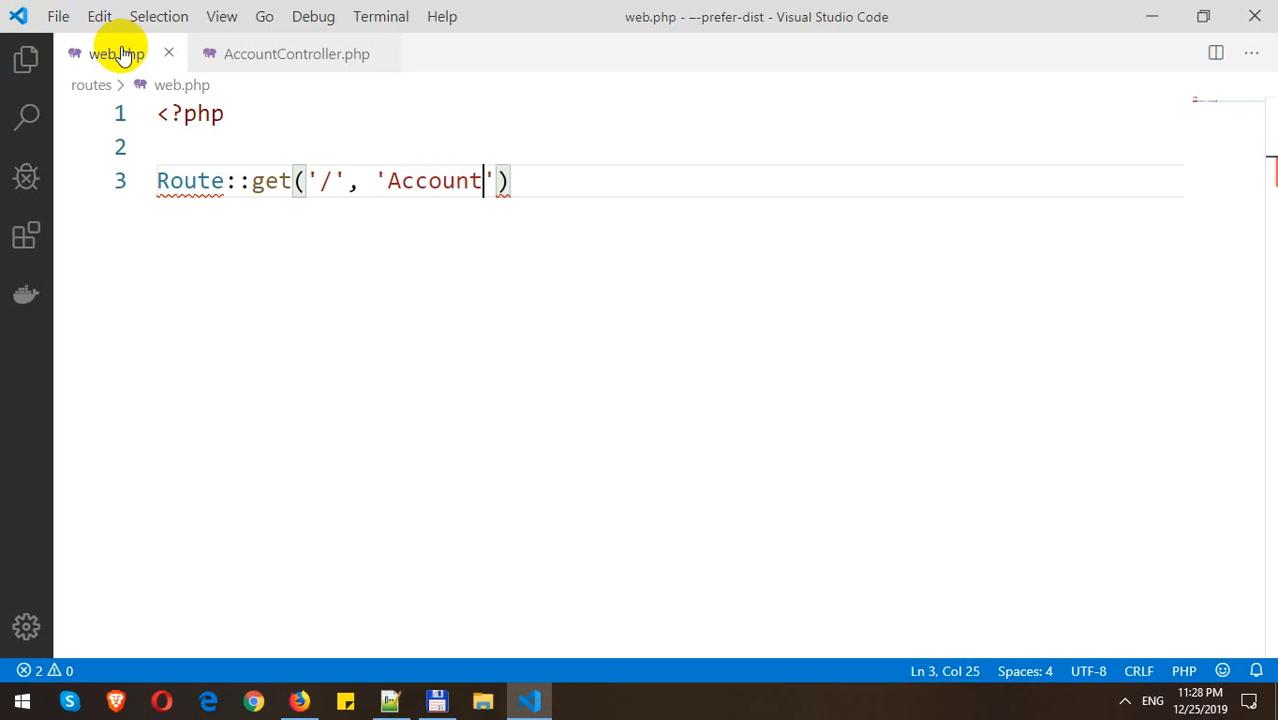 File Edit Selection View Go Debug Terminal Help web.php - —-prefer-dist - Visual Studio Code
web.php AccountController.php
routes web.php
1 <?php
2
3 Route::get('/', 'Account')
2 0 Ln 3, Col 25 Spaces: 4 UTF-8 CRLF PHP
ENG 11:28 PM
12/25/2019